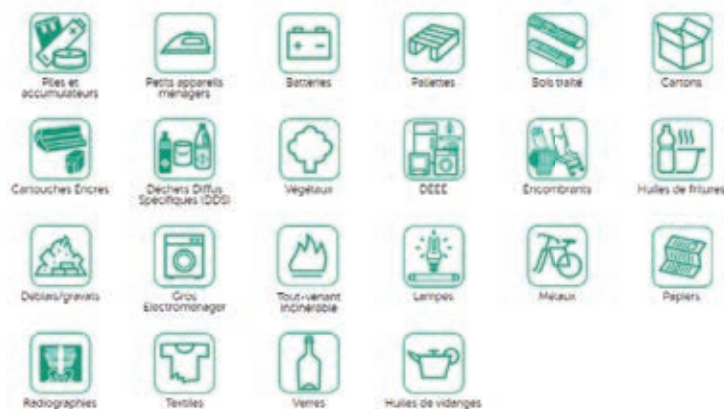 Piles et
accumulateurs
Petits appareils
ménagers
Batteries
Pallettes
Bois traité
Cartons
Cartouches Encres
Déchets Diffus
Spécifiques (DDS)
Végétaux
DEEE
Encombrants
Huiles de fritures
Déblais/gravats
Gros
Electroménager
Tout-venant
incinérable
Lampes
Métaux
Papiers
Radiographies
Textiles
Verres
Huiles de vidanges